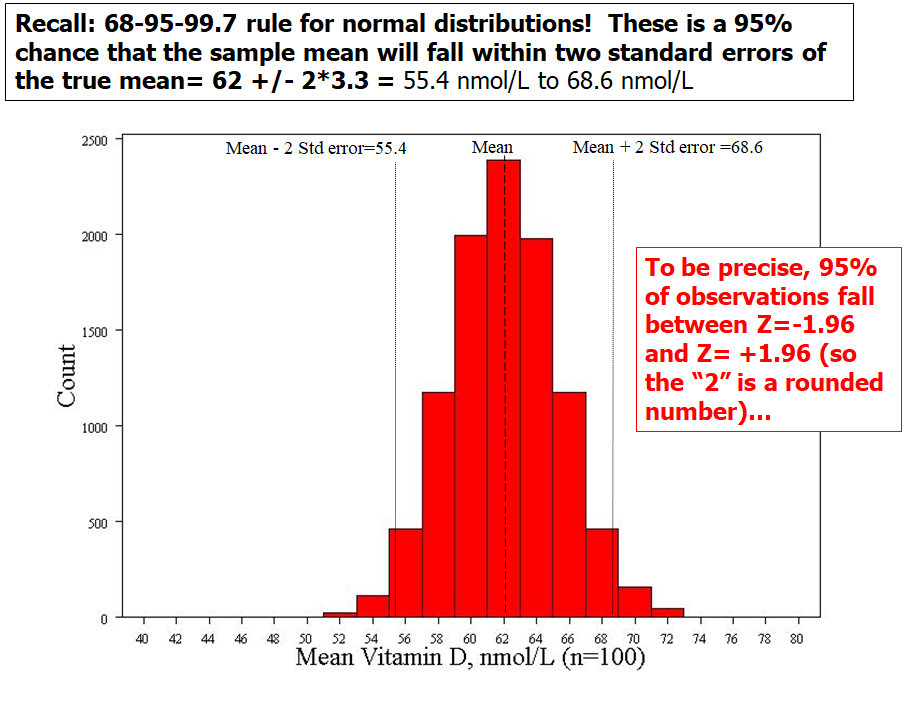 Recall: 68-95-99.7 rule for normal distributions!  These is a 95%
chance that the sample mean will fall within two standard errors of
the true mean= 62 +/- 2*3.3 = 55.4 nmol/L to 68.6 nmol/L
Mean - 2 Std error=55.4
Mean
Mean + 2 Std error =68.6
To be precise, 95%
of observations fall
between Z=-1.96
and Z= +1.96 (so
the “2” is a rounded
number)…
Count
2500
2000
1500
1000
500
0
40 42 44 46 48 50 52 54 56 58 60 62 64 66 68 70 72 74 76 78 80
Mean Vitamin D, nmol/L (n=100)